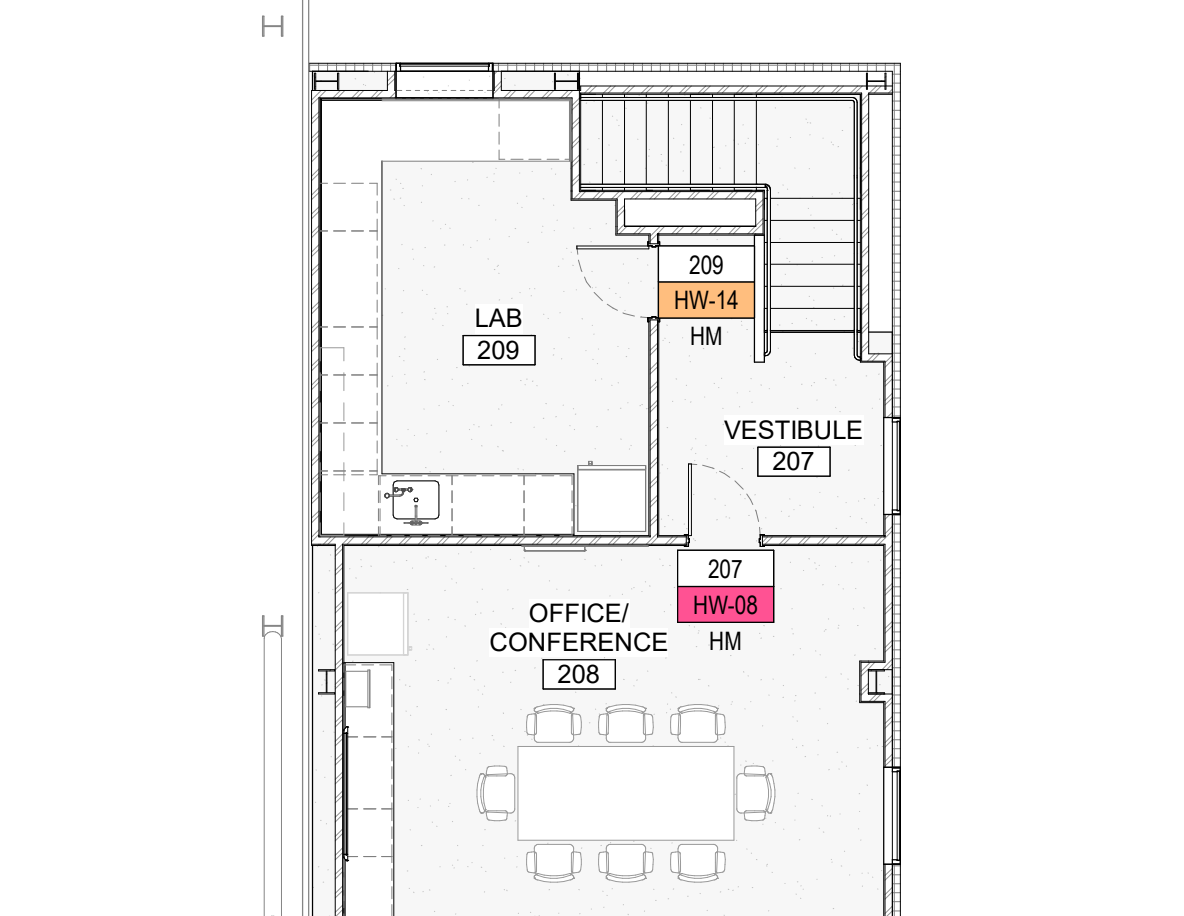 209
HW-14
HM
LAB
209
VESTIBULE
207
207
HW-08
HM
OFFICE/
CONFERENCE
208